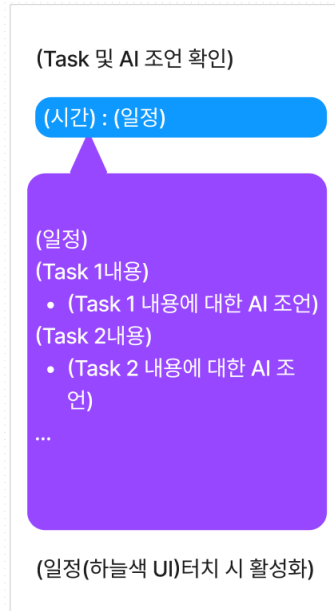 (Task 및 AI 조언 확인)
(시간) : (일정)
(일정)
(Task 1내용)
• (Task 1 내용에 대한 AI 조언)
(Task 2내용)
• (Task 2 내용에 대한 AI 조
언)
...
(일정(하늘색 UI)터치 시 활성화)